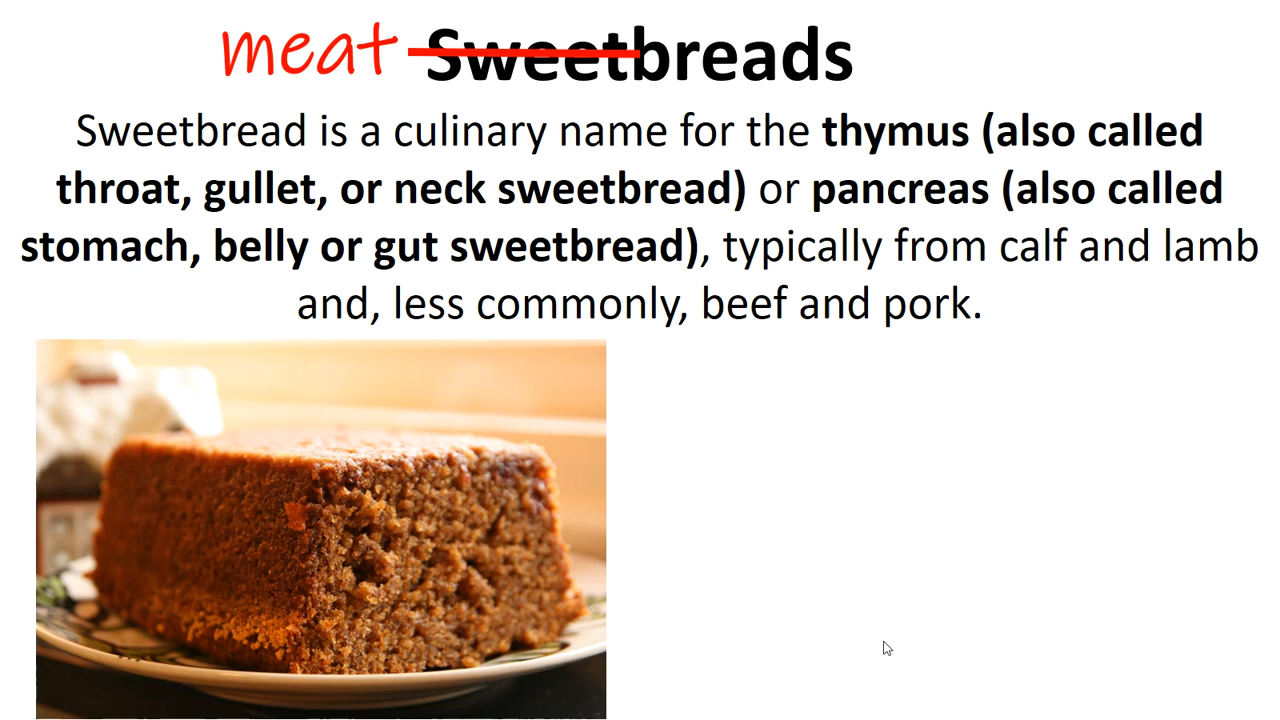 meat Sweetbreads
Sweetbread is a culinary name for the thymus (also called
throat, gullet, or neck sweetbread) or pancreas (also called
stomach, belly or gut sweetbread), typically from calf and lamb
and, less commonly, beef and pork.